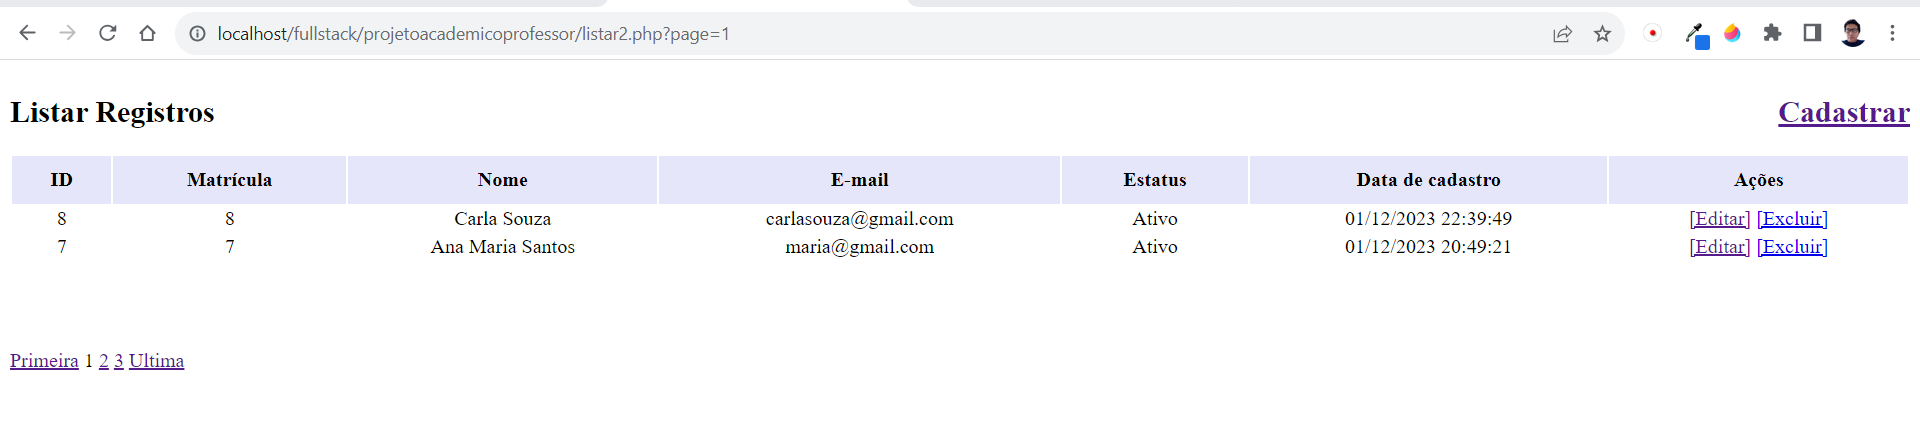 localhost/fullstack/projetoacademicoprofessor/listar2.php?page=1
Listar Registros Cadastrar
ID Matrícula Nome E-mail Estatus Data de cadastro Ações
8 8 Carla Souza carlasouza@gmail.com Ativo 01/12/2023 22:39:49 [Editar] [Excluir]
7 7 Ana Maria Santos maria@gmail.com Ativo 01/12/2023 20:49:21 [Editar] [Excluir]
Primeira 1 2 3 Ultima